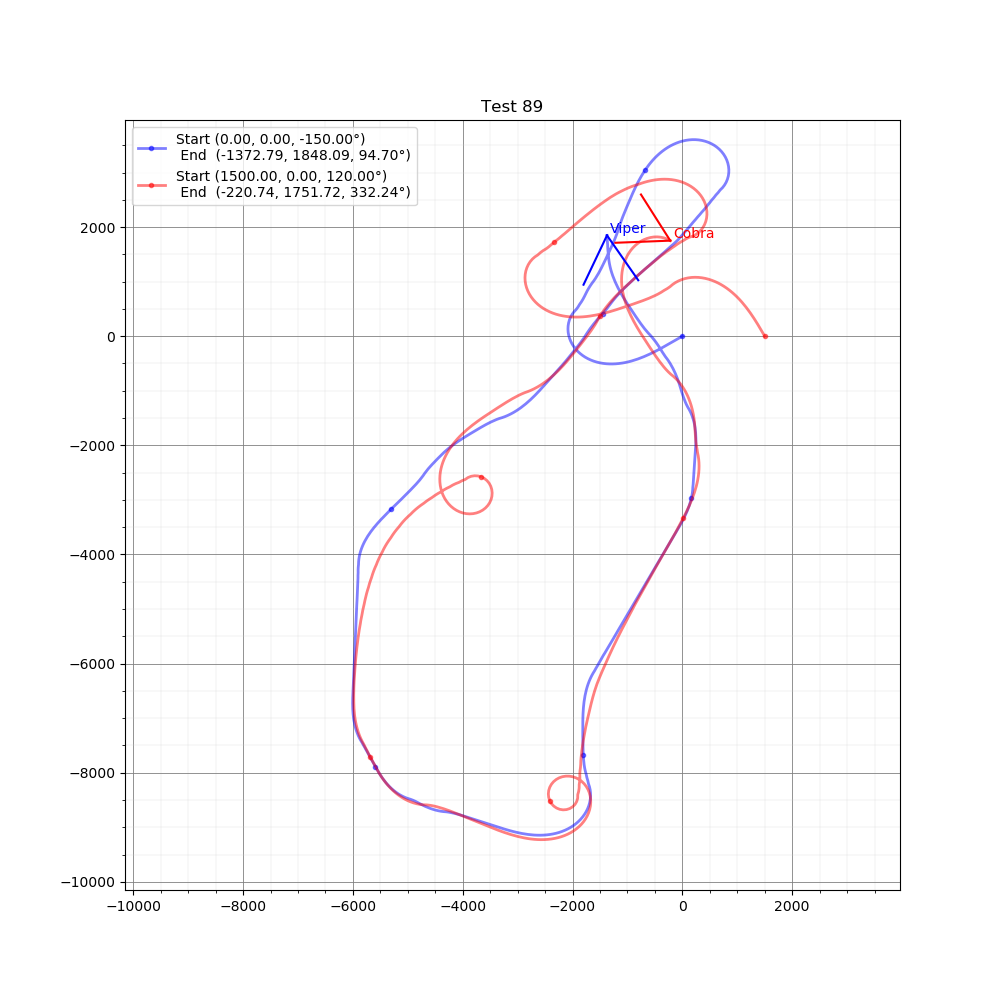 Test 89
Start (0.00, 0.00, -150.00°)
End (-1372.79, 1848.09, 94.70°)
Start (1500.00, 0.00, 120.00°)
End (-220.74, 1751.72, 332.24°)
Viper
Cobra
2000
0
−2000
−4000
−6000
−8000
−10000
−10000 −8000 −6000 −4000 −2000 0 2000